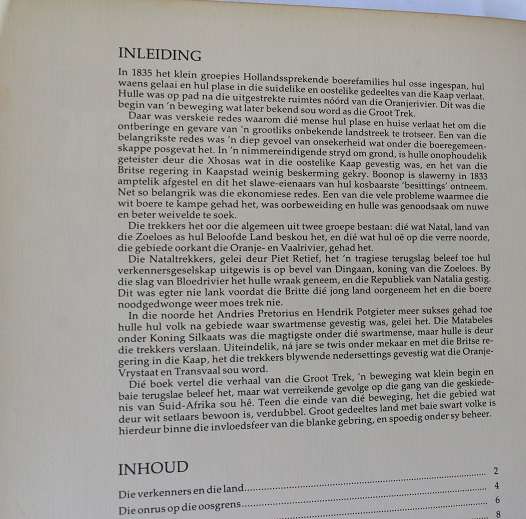 INLEIDING
In 1835 het klein groepies Hollandssprekende boerefamilies hul osse ingespan, hul
waens gelaai en hul plase in die suidelike en oostelike gedeeltes van die Kaap verlaat.
Hulle was op pad na die uitgestrekte ruimtes nóórd van die Oranjerivier. Dit was die
begin van 'n beweging wat later bekend sou word as die Groot Trek.
Daar was verskeie redes waarom dié mense hul plase en huise verlaat het om die
ontberinge en gevare van 'n grootliks onbekende landstreek te trotseer. Een van die
belangrikste redes was 'n diep gevoel van onsekerheid wat onder die boeregemeen-
skappe posgevat het. In 'n nimmereindigende stryd om grond, is hulle onophoudelik
geteister deur die Xhosas wat in die oostelike Kaap gevestig was, en het van die
Britse regering in Kaapstad weinig beskerming gekry. Boonop is slawerny in 1833
amptelik afgestel en dit het slawe-eienaars van hul kosbaarste 'besittings' ontneem.
Net so belangrik was die ekonomiese redes. Een van die vele probleme waarmee die
wit boere te kampe gehad het, was oorbeweiding en hulle was genoodsaak om nuwe
en beter weivelde te soek.
Die trekkers het oor die algemeen uit twee groepe bestaan: dié wat Natal, land van
die Zoeloes as hul Beloofde Land beskou het, en dié wat hul oë op die verre noorde,
die gebiede oorkant die Oranje- en Vaalrivier, gehad het.
Die Nataltrekkers, gelei deur Piet Retief, het 'n tragiese terugslag beleef toe hul
verkennersgeselskap uitgewis is op bevel van Dingaan, koning van die Zoeloes. By
die slag van Bloedrivier het hulle wraak geneem, en die Republiek van Natalia gestig.
Dit was egter nie lank voordat die Britte dié jong land oorgeneem het en die boere
noodgedwonge weer moes trek nie.
In die noorde het Andries Pretorius en Hendrik Potgieter meer sukses gehad toe
hulle hul volk na gebiede waar swartmense gevestig was, gelei het. Die Matabeles
onder Koning Silkaats was die magtigste onder dié swartmense, maar hulle is deur
die trekkers verslaan. Uiteindelik, ná jare se twis onder mekaar en met die Britse re-
gering in die Kaap, het die trekkers blywende nedersettings gevestig wat die Oranje-
Vrystaat en Transvaal sou word.
Dié boek vertel die verhaal van die Groot Trek, 'n beweging wat klein begin en
baie terugslae beleef het, maar wat verreikende gevolge op die gang van die geskiede-
nis van Suid-Afrika sou hê. Teen die einde van dié beweging, het die gebied wat
deur wit setlaars bewoon is, verdubbel. Groot gedeeltes land met baie swart volke is
hierdeur binne die invloedsfeer van die blanke gebring, en spoedig onder sy beheer.
INHOUD
Die verkenners en die land.......... 2
Die onrus op die oosgrens.......... 4
6
8